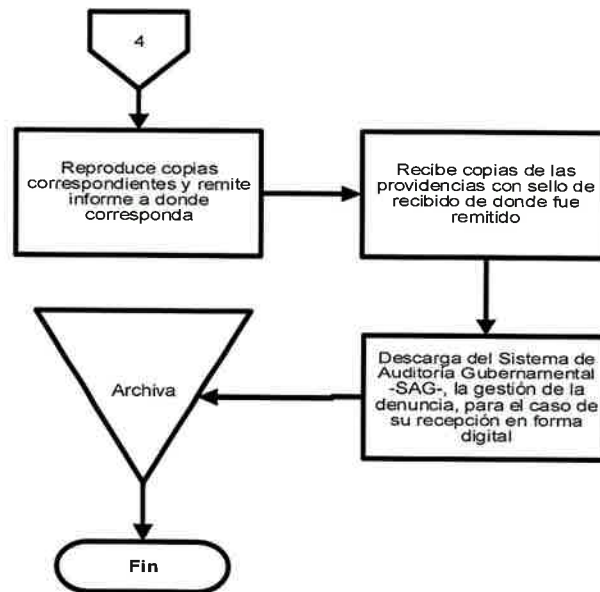 4
Reproduce copias
correspondientes y remite
informe a donde
corresponda
Recibe copias de las
providencias con sello de
recibido de donde fue
remitido
Descarga del Sistema de
Auditoría Gubernamental
-SAG-, la gestión de la
denuncia, para el caso de
su recepción en forma
digital
Archiva
Fin